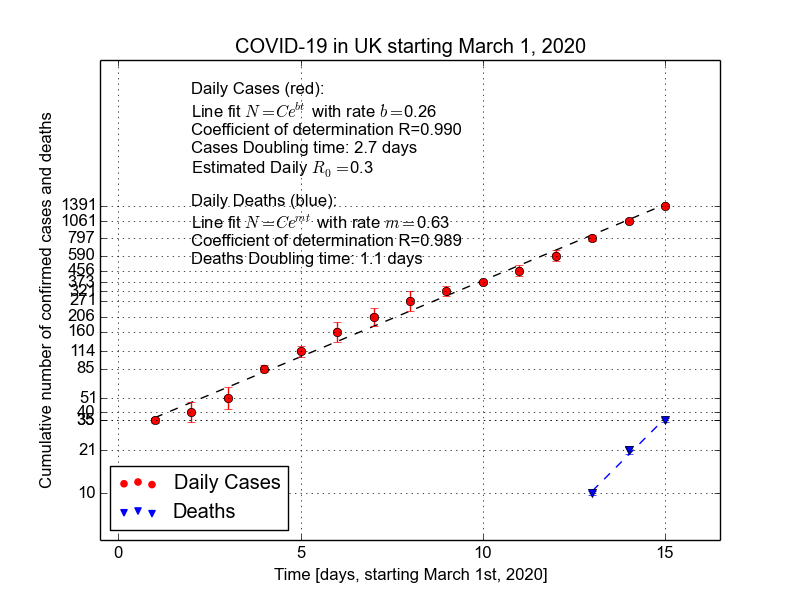 COVID-19 in UK starting March 1, 2020
Daily Cases (red):
Line fit N=Ce^{bt} with rate b=0.26
Coefficient of determination R=0.990
Cases Doubling time: 2.7 days
Estimated Daily R_0=0.3
Daily Deaths (blue):
Line fit N=Ce^{mt} with rate m=0.63
Coefficient of determination R=0.989
Deaths Doubling time: 1.1 days
Cumulative number of confirmed cases and deaths
1391
1061
797
590
456
373
321
271
206
160
114
85
51
40
35
21
10
Daily Cases
Deaths
0 5 10 15
Time [days, starting March 1st, 2020]